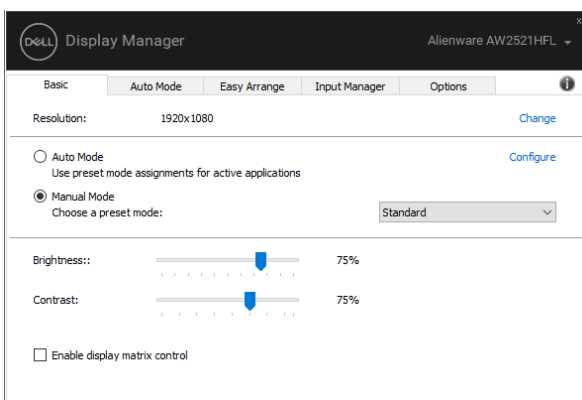 DELL Display Manager Alienware AW2521HFL
Basic Auto Mode Easy Arrange Input Manager Options
Resolution: 1920x1080 Change
Auto Mode Configure
Use preset mode assignments for active applications
Manual Mode
Choose a preset mode: Standard
Brightness:: 75%
Contrast: 75%
Enable display matrix control